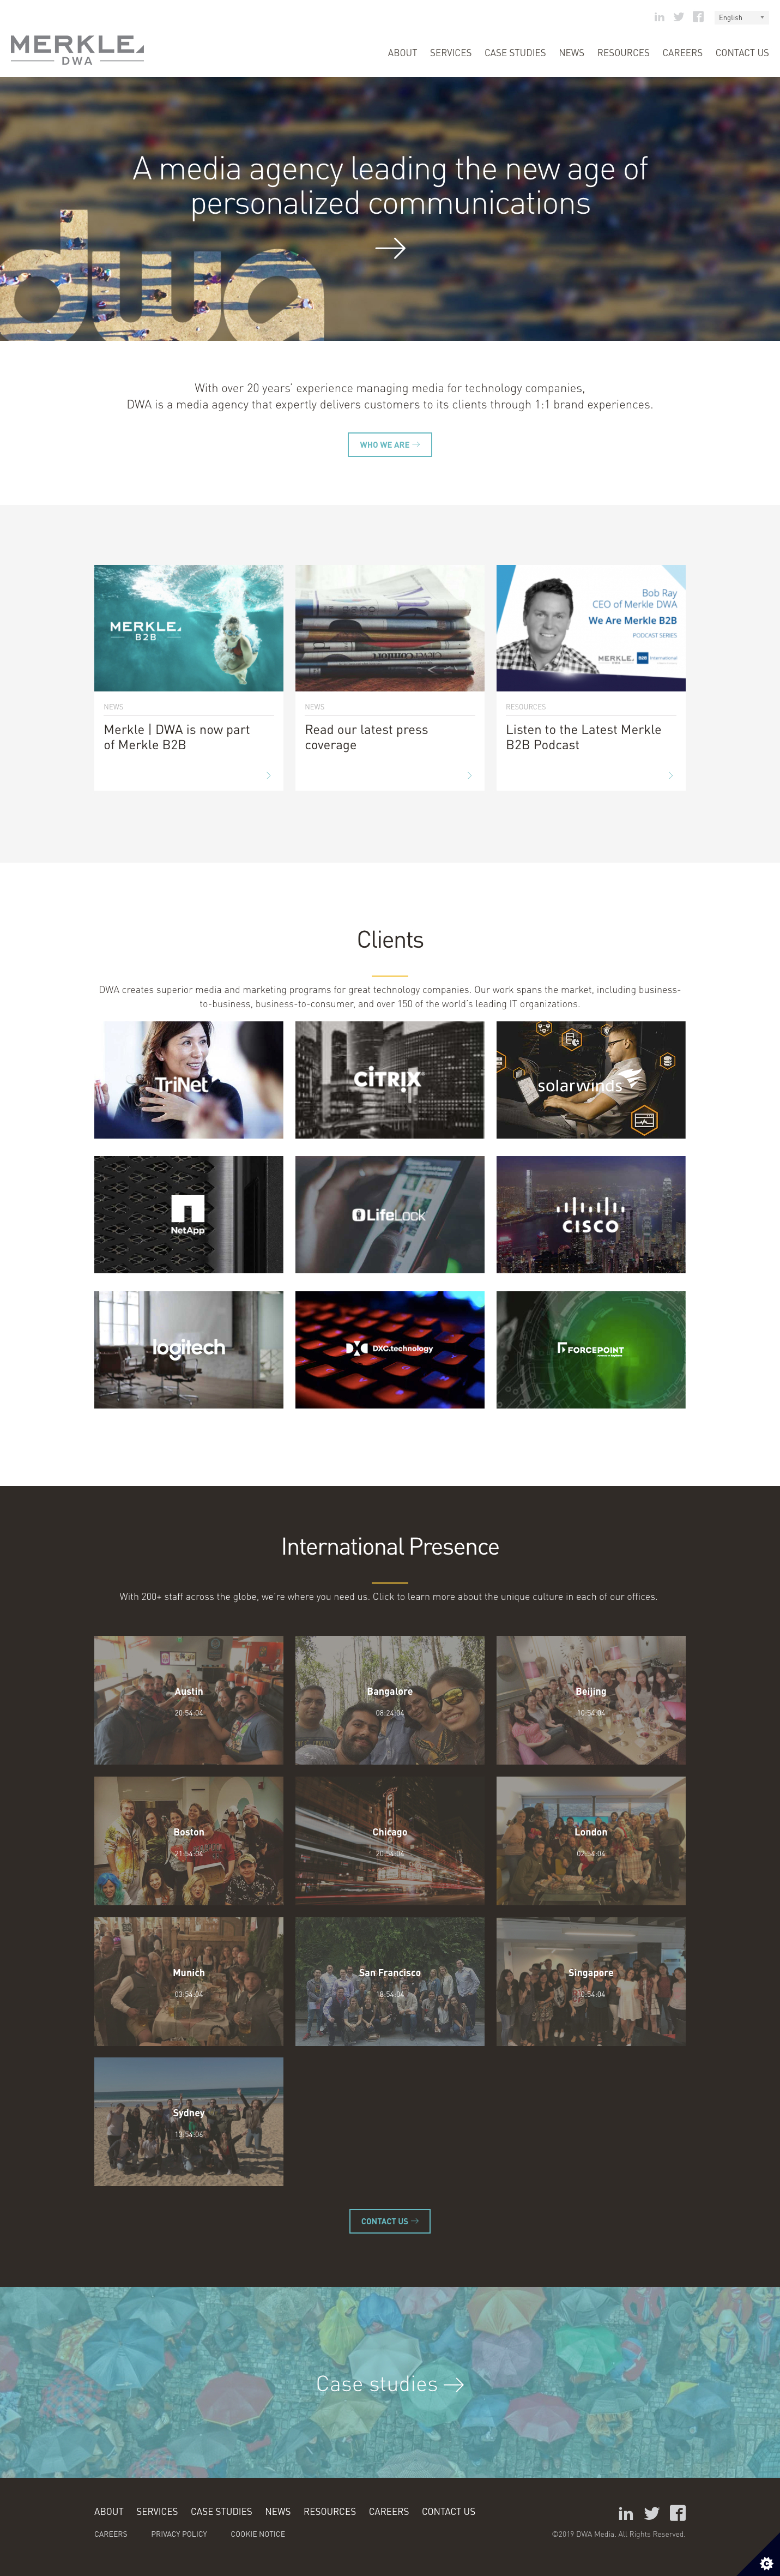 English
MERKLE
DWA
ABOUT SERVICES CASE STUDIES NEWS RESOURCES CAREERS CONTACT US
A media agency leading the new age of
personalized communications
dwa
With over 20 years' experience managing media for technology companies,
DWA is a media agency that expertly delivers customers to its clients through 1:1 brand experiences.
WHO WE ARE
MERKLE
B2B
NEWS
Merkle | DWA is now part
of Merkle B2B
NEWS
Read our latest press
coverage
Bob Ray
CEO of Merkle DWA
We Are Merkle B2B
PODCAST SERIES
MERKLE
DWA
B2B International
RESOURCES
Listen to the Latest Merkle
B2B Podcast
Clients
DWA creates superior media and marketing programs for great technology companies. Our work spans the market, including business-
to-business, business-to-consumer, and over 150 of the world's leading IT organizations.
TriNet
CITRIX
solarwinds
NetApp
LifeLock
CISCO
logitech
DXC.technology
FORCEPOINT
International Presence
With 200+ staff across the globe, we're where you need us. Click to learn more about the unique culture in each of our offices.
Austin
20:54:04
Bangalore
08:24:04
Beijing
10:54:04
Boston
21:54:04
Chicago
20:54:04
London
02:54:04
Munich
03:54:04
San Francisco
18:54:04
Singapore
10:54:04
Sydney
13:54:06
CONTACT US
Case studies
ABOUT SERVICES CASE STUDIES NEWS RESOURCES CAREERS CONTACT US
CAREERS PRIVACY POLICY COOKIE NOTICE
©2019 DWA Media. All Rights Reserved.